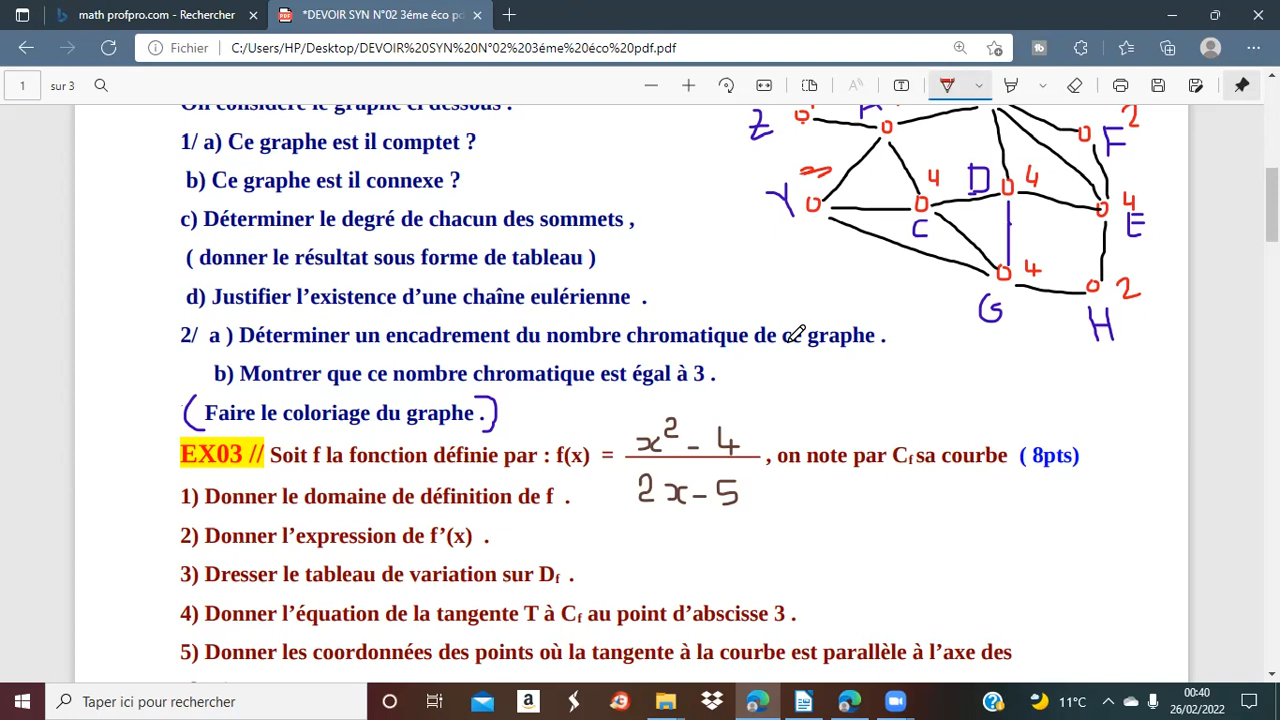 math profpro.com - Rechercher
*DEVOIR SYN N°02 3éme éco p
Fichier
C:/Users/HP/Desktop/DEVOIR%20SYN%20N°02%203éme%20éco%20pdf.pdf
1 sur 3
On considère le graphe ci dessous :
1/ a) Ce graphe est il comptet ?
b) Ce graphe est il connexe ?
c) Déterminer le degré de chacun des sommets ,
( donner le résultat sous forme de tableau )
d) Justifier l’existence d’une chaîne eulérienne .
2/ a ) Déterminer un encadrement du nombre chromatique de ce graphe .
b) Montrer que ce nombre chromatique est égal à 3 .
(Faire le coloriage du graphe .)
Z
2
F
Y
4
D
4
4
C
E
4
G
2
H
EX03 // Soit f la fonction définie par : f(x) = x² - 4 / 2x - 5 , on note par Cf sa courbe ( 8pts)
1) Donner le domaine de définition de f .
2) Donner l’expression de f’(x) .
3) Dresser le tableau de variation sur Df .
4) Donner l’équation de la tangente T à Cf au point d’abscisse 3 .
5) Donner les coordonnées des points où la tangente à la courbe est parallèle à l’axe des
Taper ici pour rechercher
11°C
00:40
26/02/2022